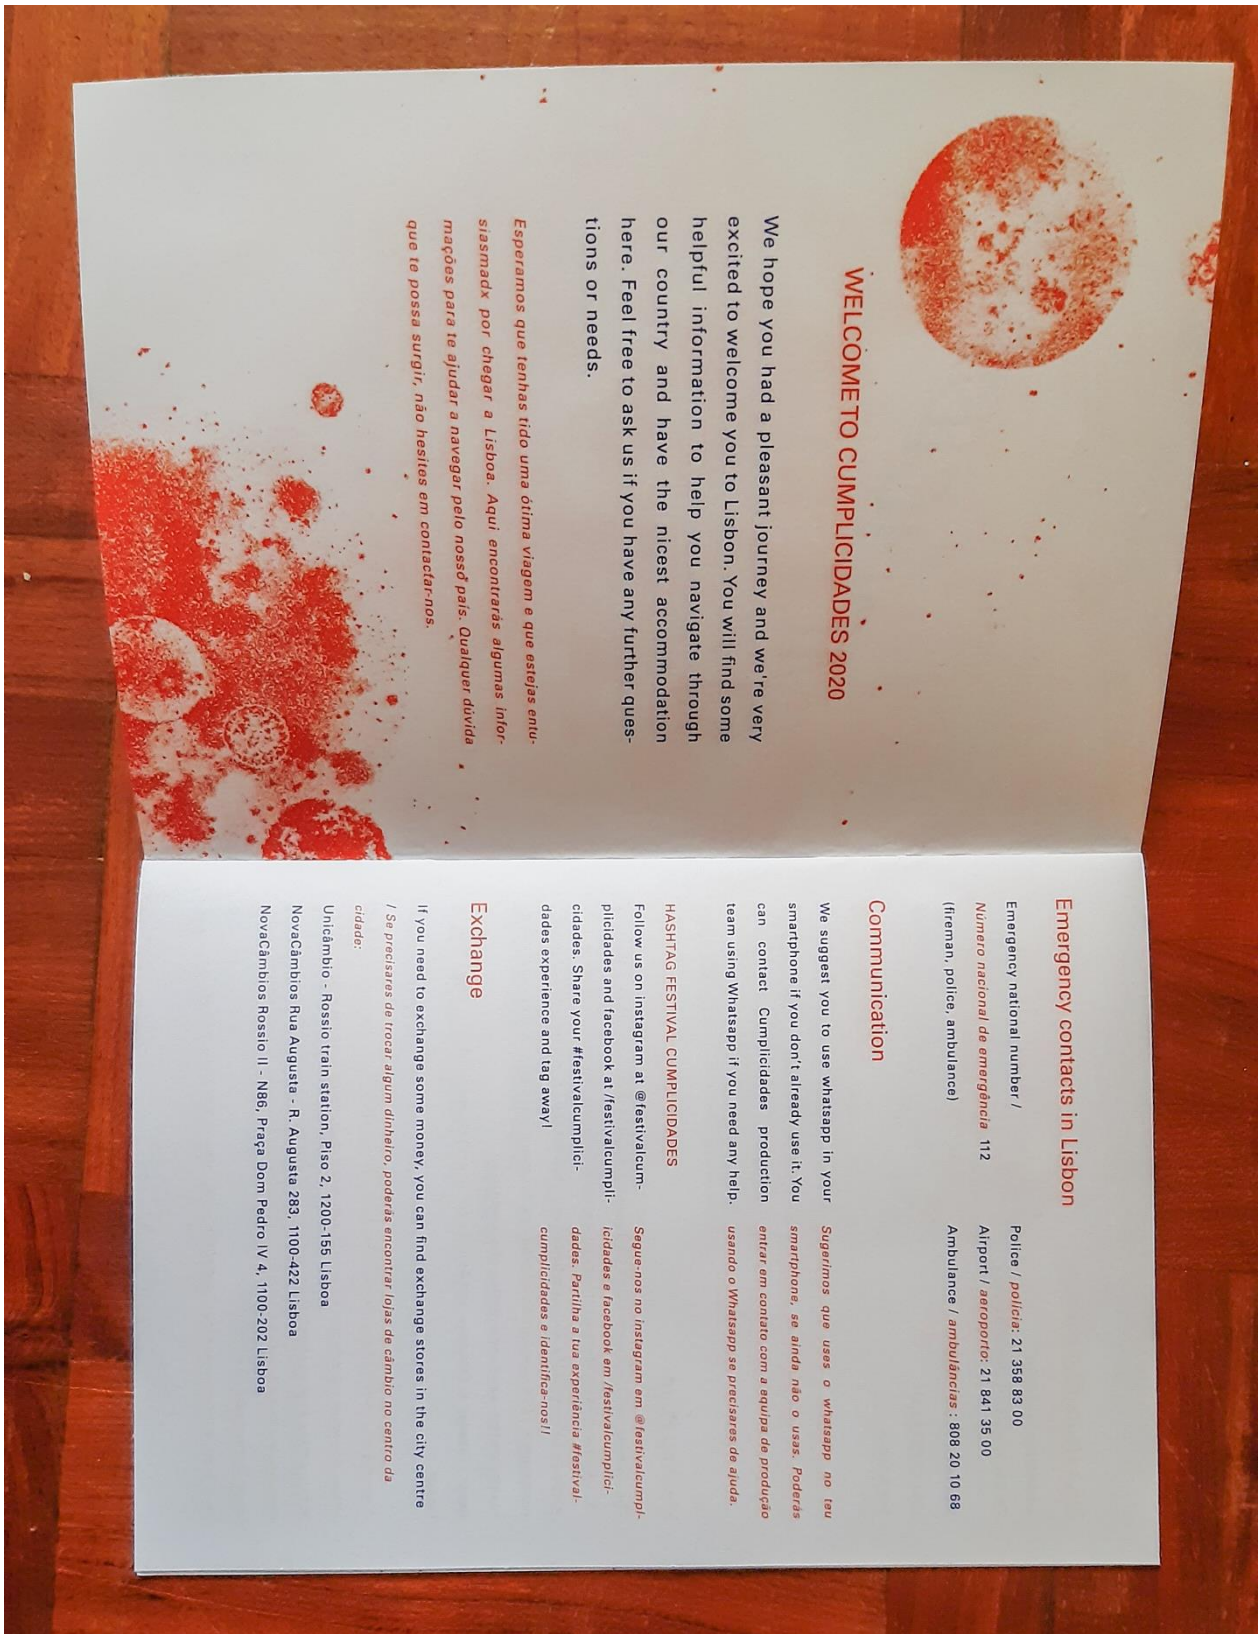 WELCOME TO CUMPLICIDADES 2020
We hope you had a pleasant journey and we're very
excited to welcome you to Lisbon. You will find some
helpful information to help you navigate through
our country and have the nicest accommodation
here. Feel free to ask us if you have any further ques-
tions or needs.
Esperamos que tenhas tido uma ótima viagem e que estejas entu-
siasmadx por chegar a Lisboa. Aqui encontrarás algumas infor-
mações para te ajudar a navegar pelo nosso país. Qualquer dúvida
que te possa surgir, não hesites em contactar-nos.
Emergency contacts in Lisbon
Emergency national number /
Número nacional de emergência 112
(fireman, police, ambulance)
Police / polícia: 21 358 83 00
Airport / aeroporto: 21 841 35 00
Ambulance / ambulâncias : 808 20 10 68
Communication
We suggest you to use whatsapp in your
smartphone if you don't already use it. You
can contact Cumplicidades production
team using Whatsapp if you need any help.
Sugerimos que uses o whatsapp no teu
smartphone, se ainda não o usas. Poderás
entrar em contato com a equipa de produção
usando o Whatsapp se precisares de ajuda.
HASHTAG FESTIVAL CUMPLICIDADES
Follow us on instagram at @festivalcum-
plicidades and facebook at /festivalcumpli-
cidades. Share your #festivalcumplici-
dades experience and tag away!
Segue-nos no instagram em @festivalcumpl-
icidades e facebook em /festivalcumplici-
dades. Partilha a tua experiência #festival-
cumplicidades e identifica-nos!!
Exchange
If you need to exchange some money, you can find exchange stores in the city centre
/ Se precisares de trocar algum dinheiro, poderás encontrar lojas de câmbio no centro da
cidade:
Unicâmbio - Rossio train station, Piso 2, 1200-155 Lisboa
NovaCâmbios Rua Augusta - R. Augusta 283, 1100-422 Lisboa
NovaCâmbios Rossio II - N86, Praça Dom Pedro IV 4, 1100-202 Lisboa